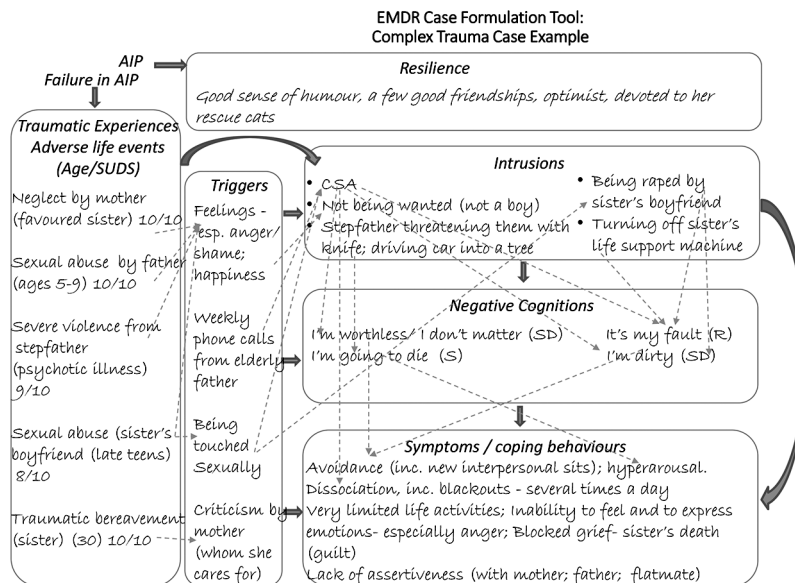 EMDR Case Formulation Tool:
Complex Trauma Case Example
AIP
Failure in AIP
Resilience
Good sense of humour, a few good friendships, optimist, devoted to her
rescue cats
Traumatic Experiences
Adverse life events
(Age/SUDS)
Neglect by mother
(favoured sister) 10/10
Sexual abuse by father
(ages 5-9) 10/10
Severe violence from
stepfather
(psychotic illness)
9/10
Sexual abuse (sister's
boyfriend (late teens)
8/10
Traumatic bereavement
(sister) (30) 10/10
Triggers
Feelings -
esp. anger/
shame;
happiness
Weekly
phone calls
from elderly
father
Being
touched
Sexually
Criticism by
mother
(whom she
cares for)
Intrusions
• CSA
• Not being wanted (not a boy)
• Stepfather threatening them with
knife; driving car into a tree
• Being raped by
sister's boyfriend
• Turning off sister's
life support machine
Negative Cognitions
I'm worthless/ I don't matter (SD)
I'm going to die (S)
It's my fault (R)
I'm dirty (SD)
Symptoms / coping behaviours
Avoidance (inc. new interpersonal sits); hyperarousal.
Dissociation, inc. blackouts - several times a day
Very limited life activities; Inability to feel and to express
emotions- especially anger; Blocked grief- sister's death
(guilt)
Lack of assertiveness (with mother; father; flatmate)